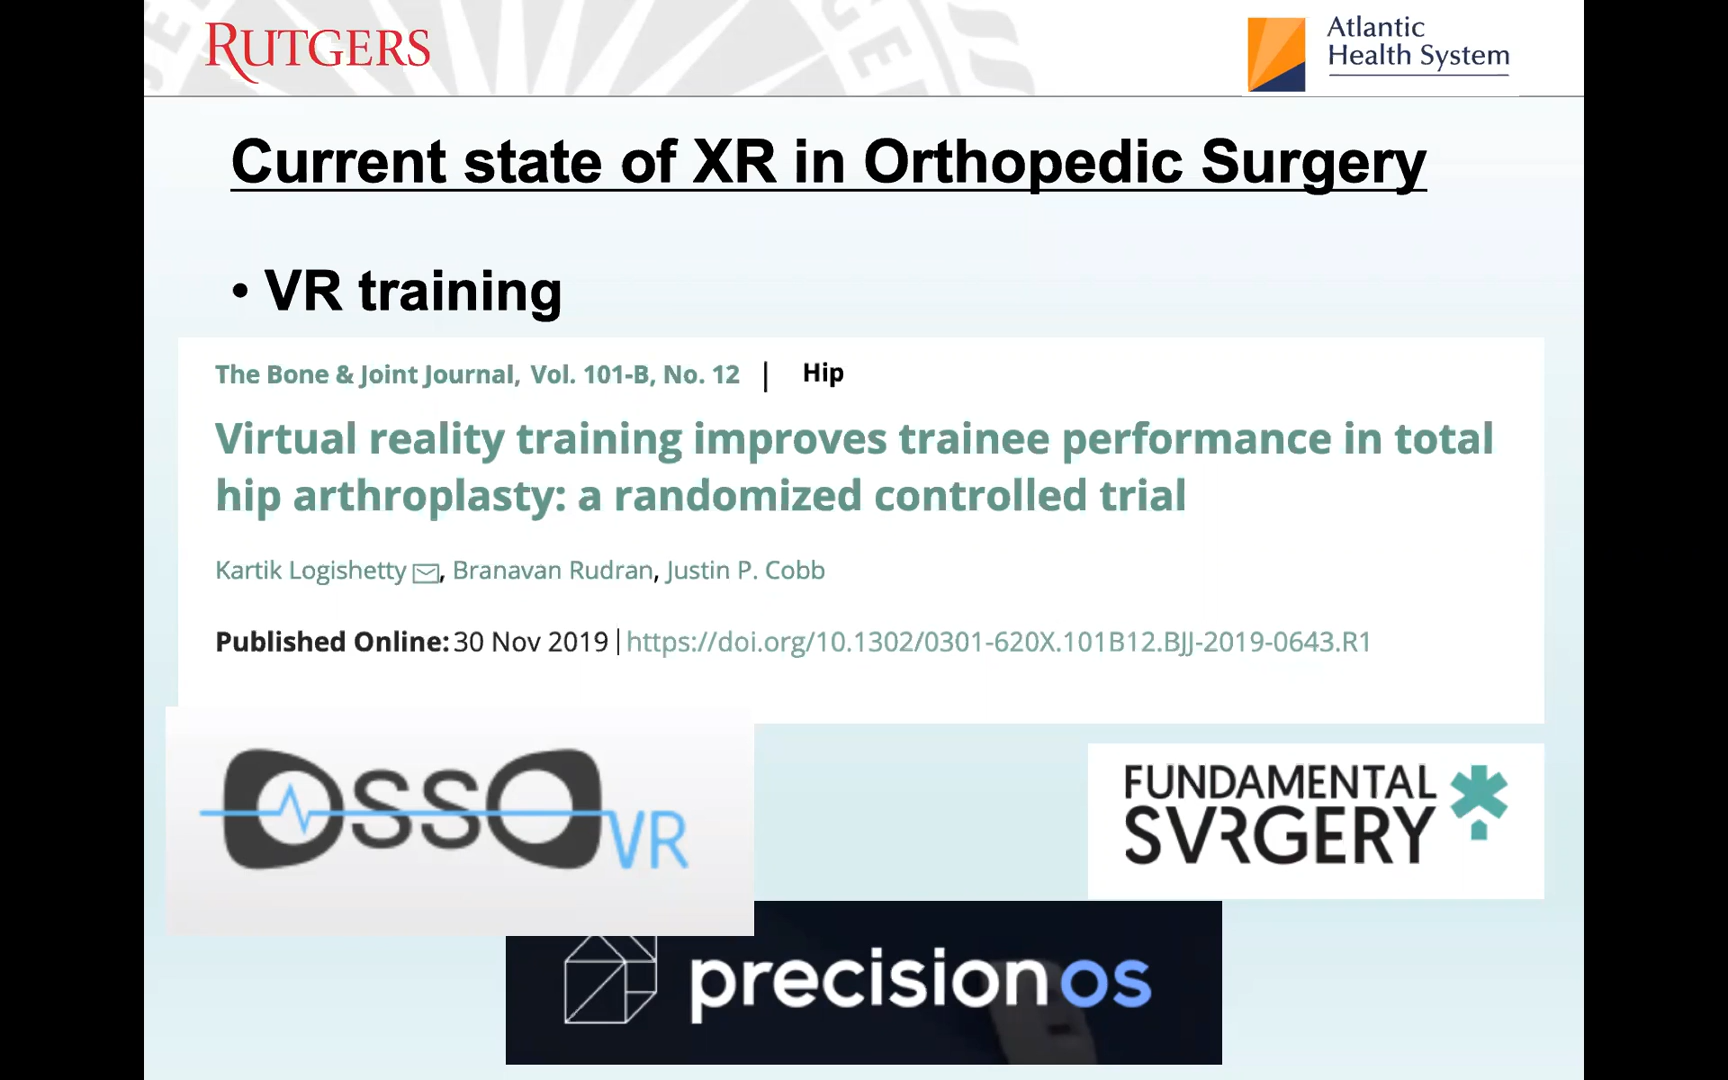 RUTGERS
Atlantic
Health System
Current state of XR in Orthopedic Surgery
• VR training
The Bone & Joint Journal, Vol. 101-B, No. 12 | Hip
Virtual reality training improves trainee performance in total
hip arthroplasty: a randomized controlled trial
Kartik Logishetty, Branavan Rudran, Justin P. Cobb
Published Online: 30 Nov 2019 | https://doi.org/10.1302/0301-620X.101B12.BJJ-2019-0643.R1
OSSO VR
FUNDAMENTAL
SVRGERY
precision os